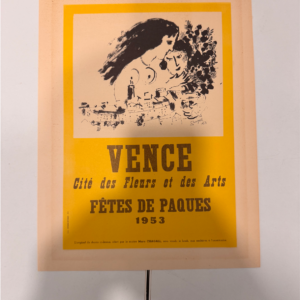 VENCE
Cité des Fleurs et des Arts
FÊTES DE PAQUES
1953